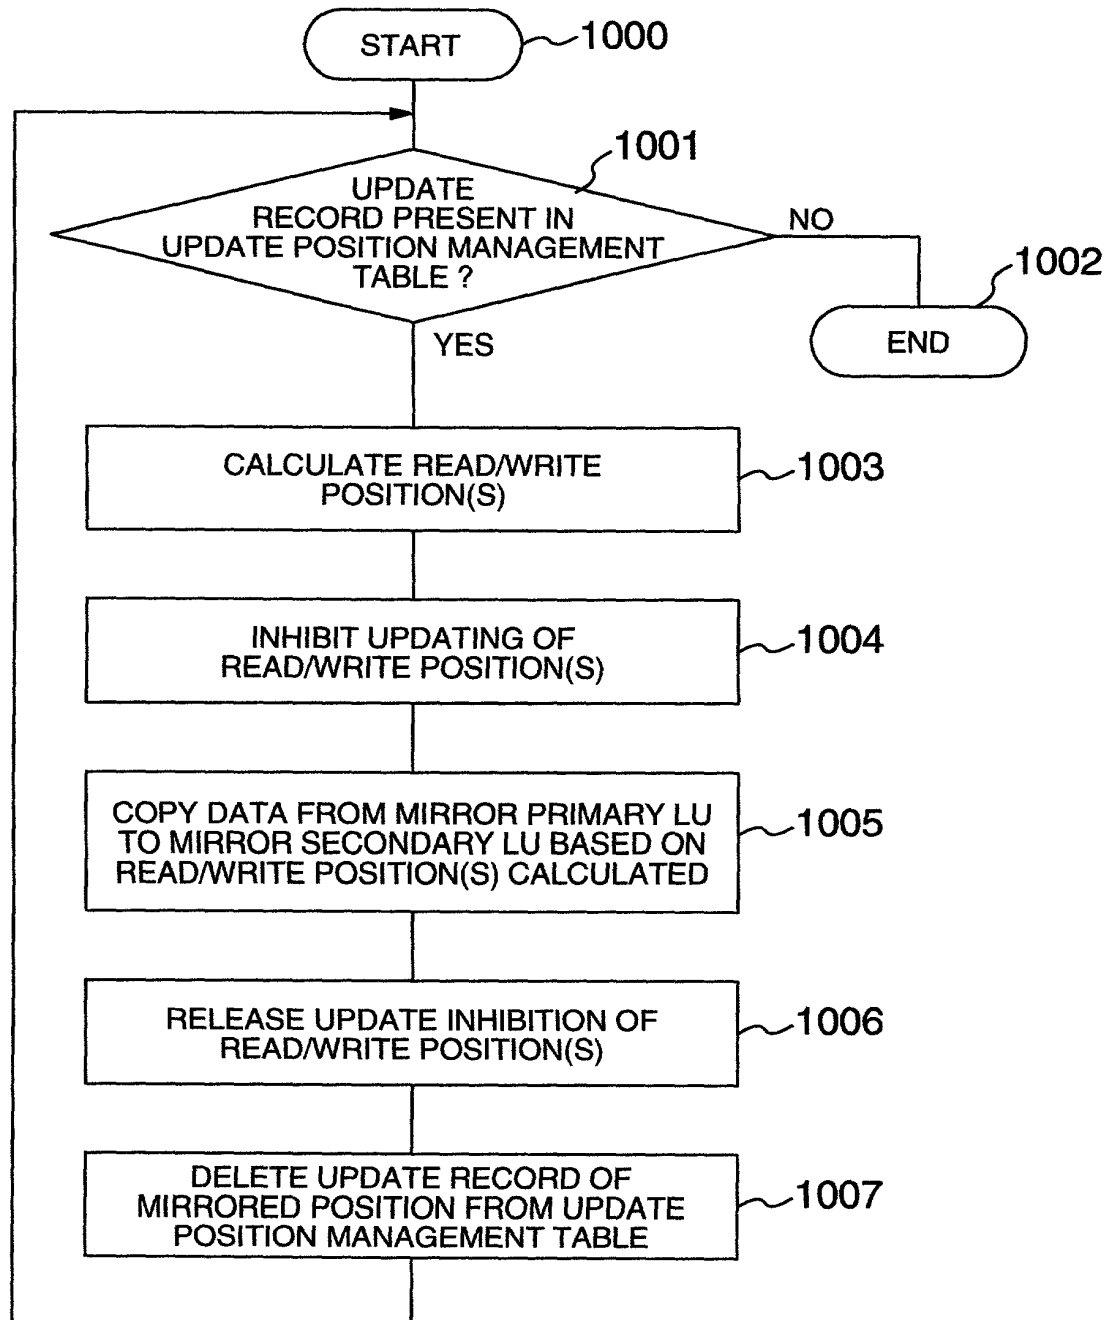 START
1000
1001
UPDATE
RECORD PRESENT IN
UPDATE POSITION MANAGEMENT
TABLE ?
NO
1002
END
YES
CALCULATE READ/WRITE
POSITION(S)
1003
INHIBIT UPDATING OF
READ/WRITE POSITION(S)
1004
COPY DATA FROM MIRROR PRIMARY LU
TO MIRROR SECONDARY LU BASED ON
READ/WRITE POSITION(S) CALCULATED
1005
RELEASE UPDATE INHIBITION OF
READ/WRITE POSITION(S)
1006
DELETE UPDATE RECORD OF
MIRRORED POSITION FROM UPDATE
POSITION MANAGEMENT TABLE
1007